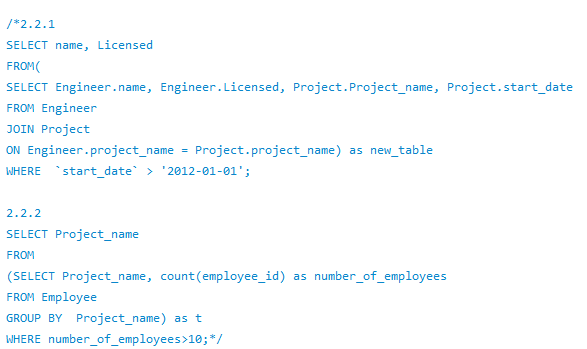 /*2.2.1
SELECT name, Licensed
FROM(
SELECT Engineer.name, Engineer.Licensed, Project.Project_name, Project.start_date
FROM Engineer
JOIN Project
ON Engineer.project_name = Project.project_name) as new_table
WHERE  `start_date` > '2012-01-01';

2.2.2
SELECT Project_name
FROM
(SELECT Project_name, count(employee_id) as number_of_employees
FROM Employee
GROUP BY  Project_name) as t
WHERE number_of_employees>10;*/